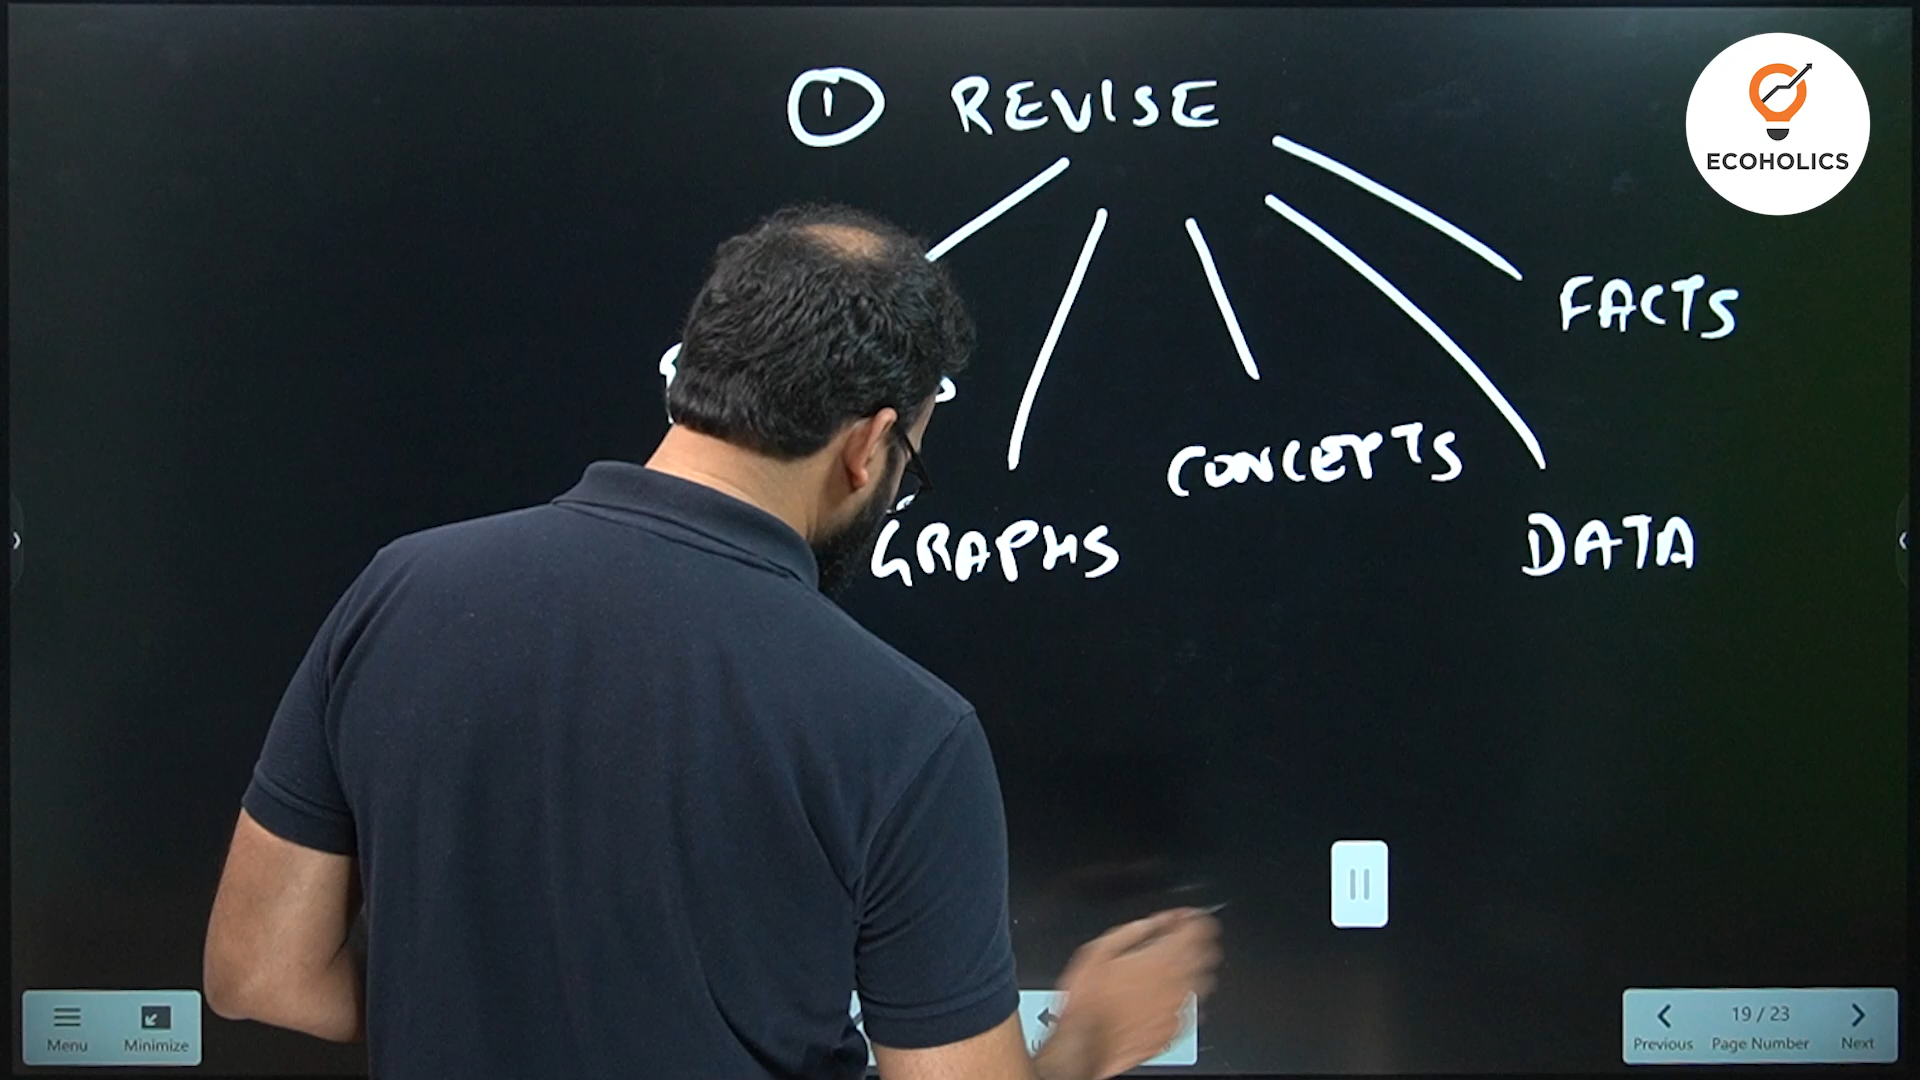 ① REVISE
ECOHOLICS
FACTS
CONCEPTS
GRAPHS
DATA
Menu
Minimize
19 / 23
Previous
Page Number
Next